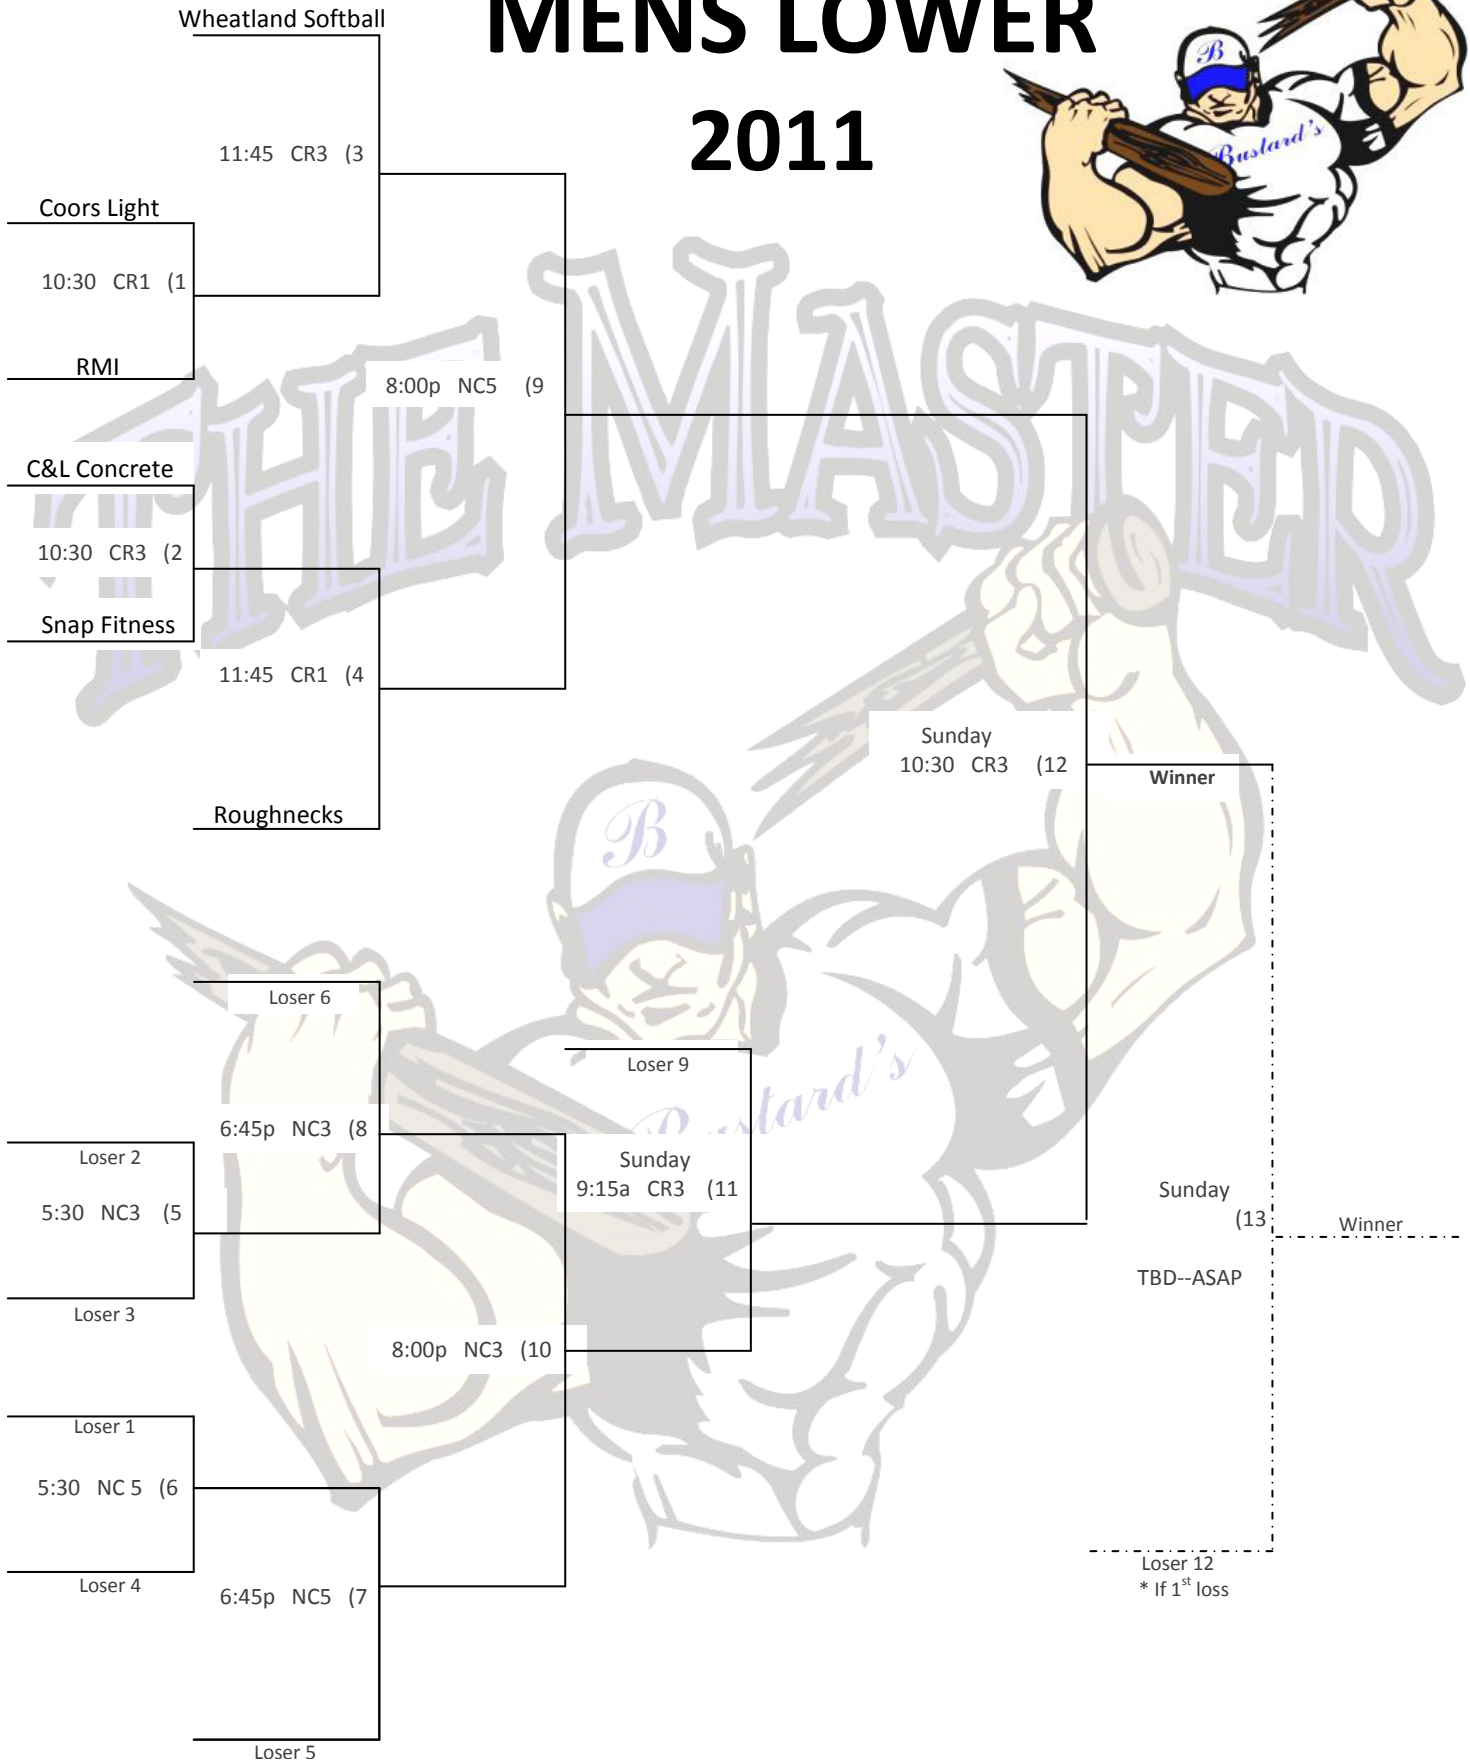 Wheatland Softball
MENS LOWER
2011
B
Bustard's
11:45 CR3 (3
Coors Light
10:30 CR1 (1
RMI
8:00p NC5 (9
THE MASTER
C&L Concrete
10:30 CR3 (2
Snap Fitness
11:45 CR1 (4
Roughnecks
Sunday
10:30 CR3 (12
Winner
B
Bustard's
Loser 6
Loser 9
6:45p NC3 (8
Loser 2
5:30 NC3 (5
Loser 3
Sunday
9:15a CR3 (11
Sunday
(13
Winner
TBD--ASAP
8:00p NC3 (10
Loser 1
5:30 NC 5 (6
Loser 4
6:45p NC5 (7
Loser 12
* If 1st loss
Loser 5